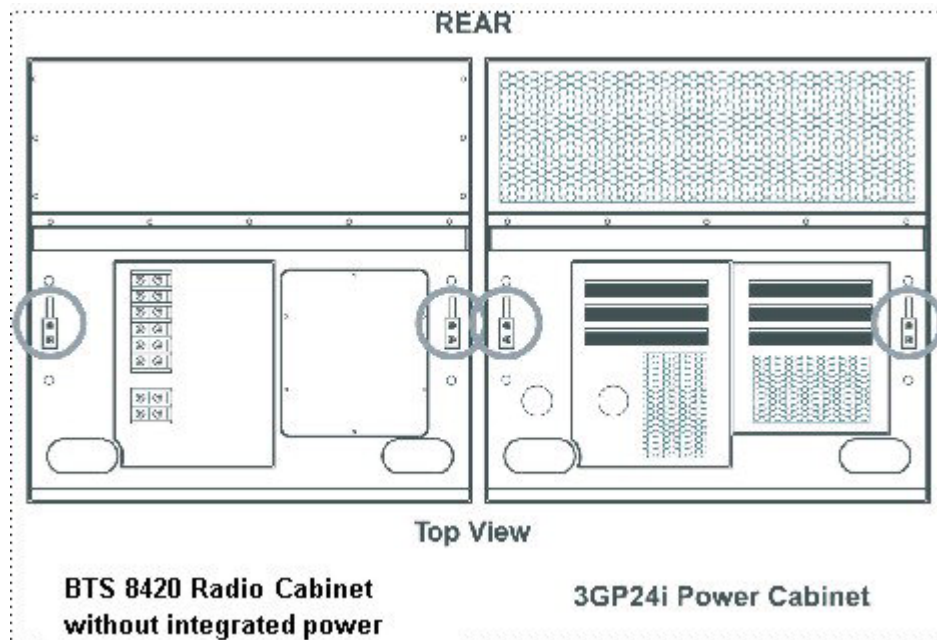 REAR
Top View
BTS 8420 Radio Cabinet
without integrated power
3GP24i Power Cabinet